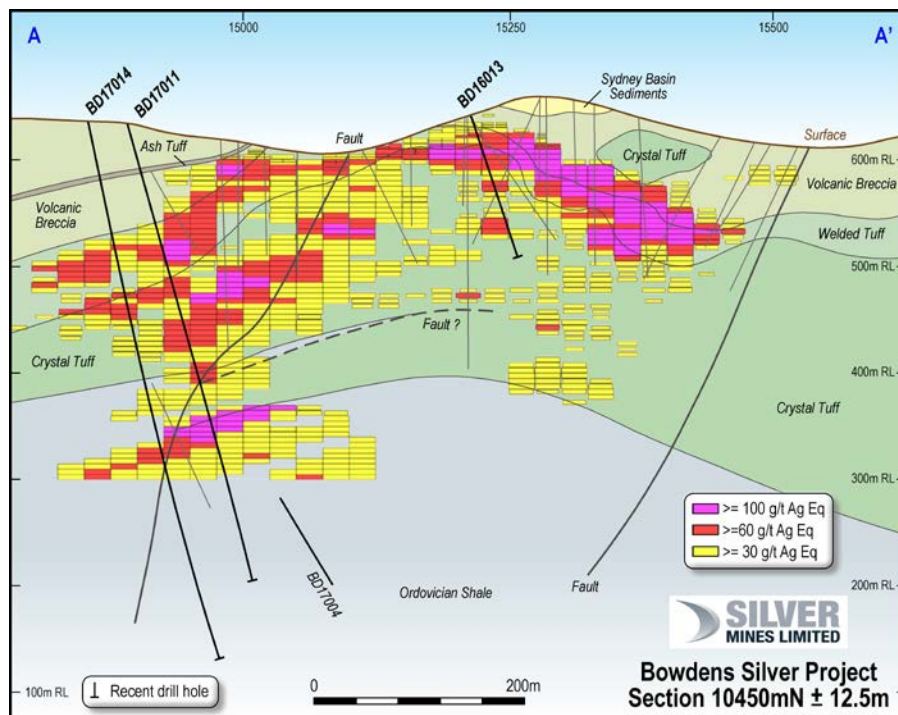 A
15000
15250
15500
A'
BD17014
BD17011
BD16013
Sydney Basin
Sediments
Ash Tuff
Fault
Crystal Tuff
Surface
600m RL
Volcanic Breccia
Volcanic
Breccia
Welded Tuff
500m RL
Fault ?
Crystal Tuff
400m RL
Crystal Tuff
300m RL
>= 100 g/t Ag Eq
>=60 g/t Ag Eq
>= 30 g/t Ag Eq
BD17004
Ordovician Shale
Fault
200m RL
SILVER
MINES LIMITED
Bowdens Silver Project
Section 10450mN ± 12.5m
100m RL
Recent drill hole
0
200m